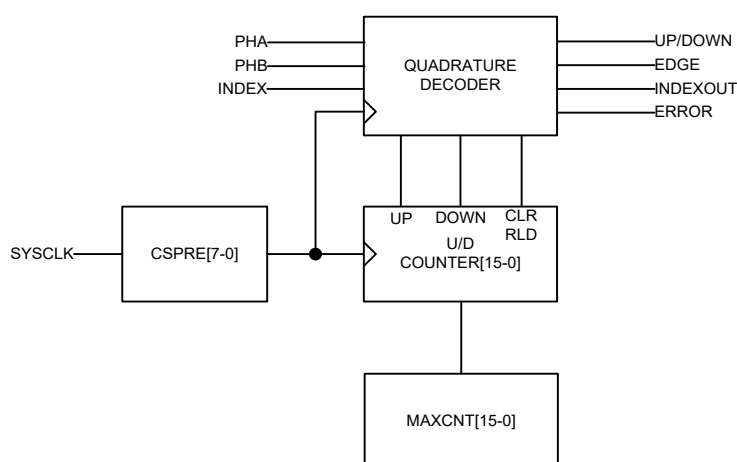 PHA
PHB
INDEX
QUADRATURE
DECODER
UP/DOWN
EDGE
INDEXOUT
ERROR
SYSCLK
CSPRE[7-0]
UP DOWN CLR
RLD
U/D
COUNTER[15-0]
MAXCNT[15-0]